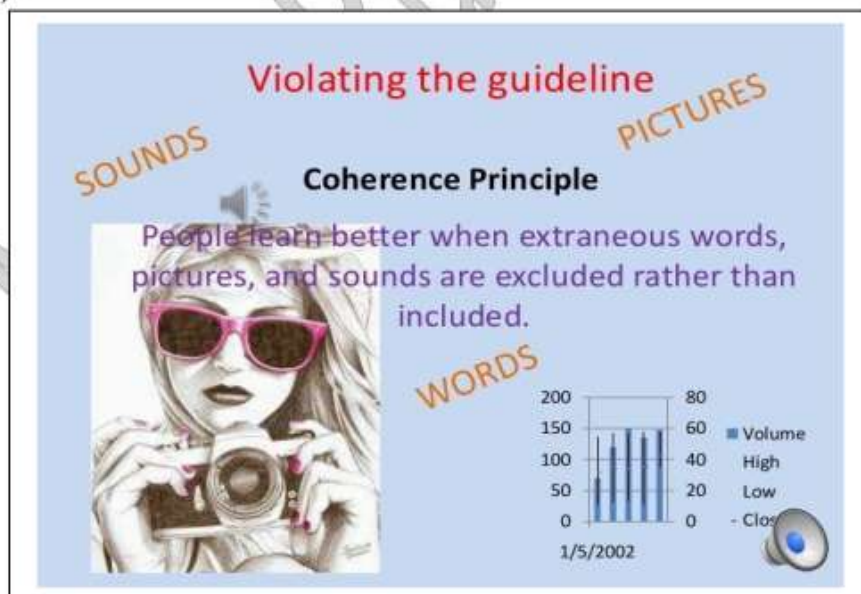 Violating the guideline
PICTURES
SOUNDS
Coherence Principle
People learn better when extraneous words,
pictures, and sounds are excluded rather than
included.
WORDS
200
150
100
50
0
80
60
40
20
0
Volume
High
Low
1/5/2002